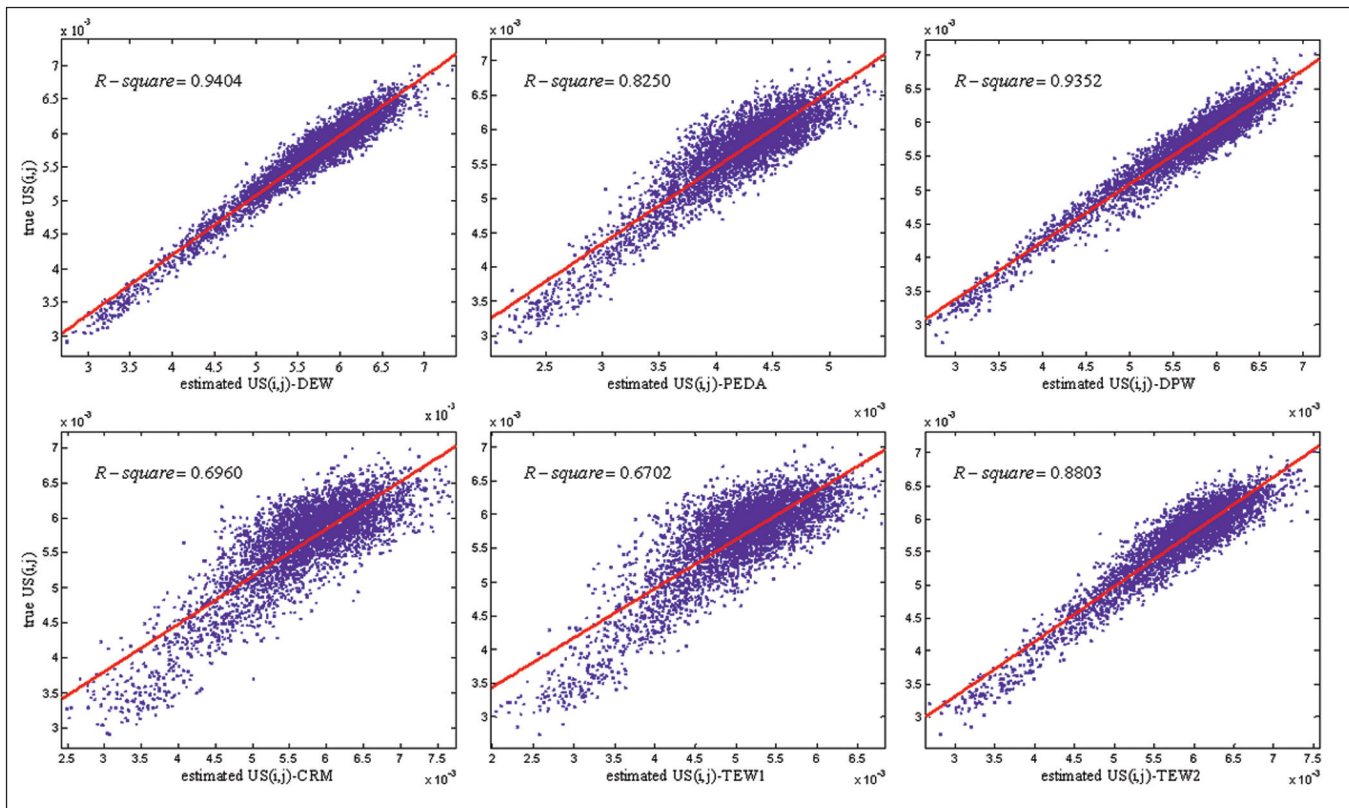 x 10⁻³
7
6.5
6
5.5
5
4.5
4
3.5
3
true US(i,j)
R−square= 0.9404
3 3.5 4 4.5 5 5.5 6 6.5 7
estimated US(i,j)-DEW
x 10⁻³
x 10⁻³
7
6.5
6
5.5
5
4.5
4
3.5
3
R−square= 0.8250
2.5 3 3.5 4 4.5 5
estimated US(i,j)-PEDA
x 10⁻³
x 10⁻³
7
6.5
6
5.5
5
4.5
4
3.5
3
R−square= 0.9352
3 3.5 4 4.5 5 5.5 6 6.5 7
estimated US(i,j)-DPW
x 10⁻³
x 10⁻³
7
6.5
6
5.5
5
4.5
4
3.5
3
true US(i,j)
R−square= 0.6960
2.5 3 3.5 4 4.5 5 5.5 6 6.5 7 7.5
estimated US(i,j)-CRM
x 10⁻³
x 10⁻³
7
6.5
6
5.5
5
4.5
4
3.5
3
R−square= 0.6702
2 2.5 3 3.5 4 4.5 5 5.5 6 6.5
estimated US(i,j)-TEW1
x 10⁻³
x 10⁻³
7
6.5
6
5.5
5
4.5
4
3.5
3
R−square= 0.8803
3 3.5 4 4.5 5 5.5 6 6.5 7 7.5
estimated US(i,j)-TEW2
x 10⁻³